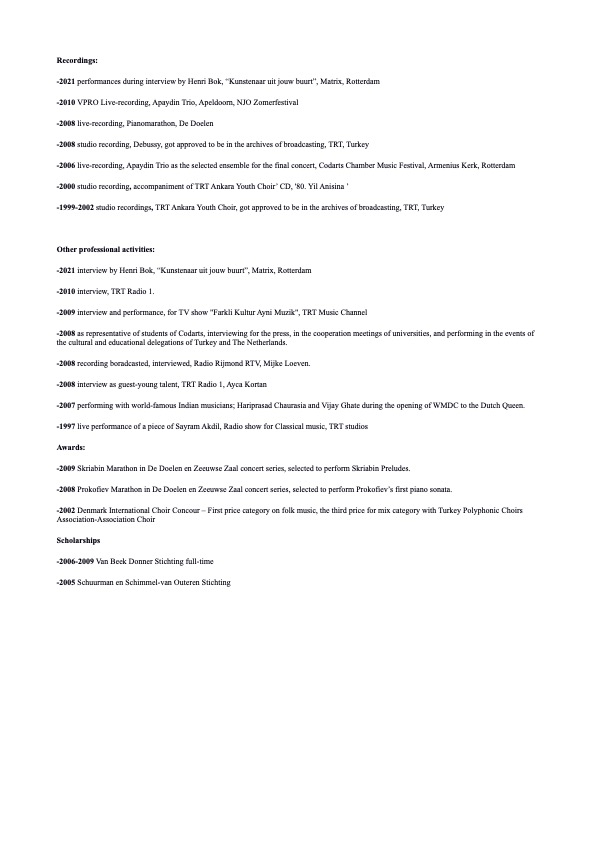 Recordings:
-2021 performances during interview by Henri Bok, “Kunstenaar uit jouw buurt”, Matrix, Rotterdam
-2010 VPRO Live-recording, Apaydin Trio, Apeldoorn, NJO Zomerfestival
-2008 live-recording, Pianomarathon, De Doelen
-2008 studio recording, Debussy, got approved to be in the archives of broadcasting, TRT, Turkey
-2006 live-recording, Apaydin Trio as the selected ensemble for the final concert, Codarts Chamber Music Festival, Armenius Kerk, Rotterdam
-2000 studio recording, accompaniment of TRT Ankara Youth Choir’ CD, '80. Yil Anisina ’
-1999-2002 studio recordings, TRT Ankara Youth Choir, got approved to be in the archives of broadcasting, TRT, Turkey
Other professional activities:
-2021 interview by Henri Bok, “Kunstenaar uit jouw buurt”, Matrix, Rotterdam
-2010 interview, TRT Radio 1.
-2009 interview and performance, for TV show "Farkli Kultur Ayni Muzik", TRT Music Channel
-2008 as representative of students of Codarts, interviewing for the press, in the cooperation meetings of universities, and performing in the events of
the cultural and educational delegations of Turkey and The Netherlands.
-2008 recording boradcasted, interviewed, Radio Rijmond RTV, Mijke Loeven.
-2008 interview as guest-young talent, TRT Radio 1, Ayca Kortan
-2007 performing with world-famous Indian musicians; Hariprasad Chaurasia and Vijay Ghate during the opening of WMDC to the Dutch Queen.
-1997 live performance of a piece of Sayram Akdil, Radio show for Classical music, TRT studios
Awards:
-2009 Skriabin Marathon in De Doelen en Zeeuwse Zaal concert series, selected to perform Skriabin Preludes.
-2008 Prokofiev Marathon in De Doelen en Zeeuwse Zaal concert series, selected to perform Prokofiev’s first piano sonata.
-2002 Denmark International Choir Concour – First price category on folk music, the third price for mix category with Turkey Polyphonic Choirs
Association-Association Choir
Scholarships
-2006-2009 Van Beek Donner Stichting full-time
-2005 Schuurman en Schimmel-van Outeren Stichting